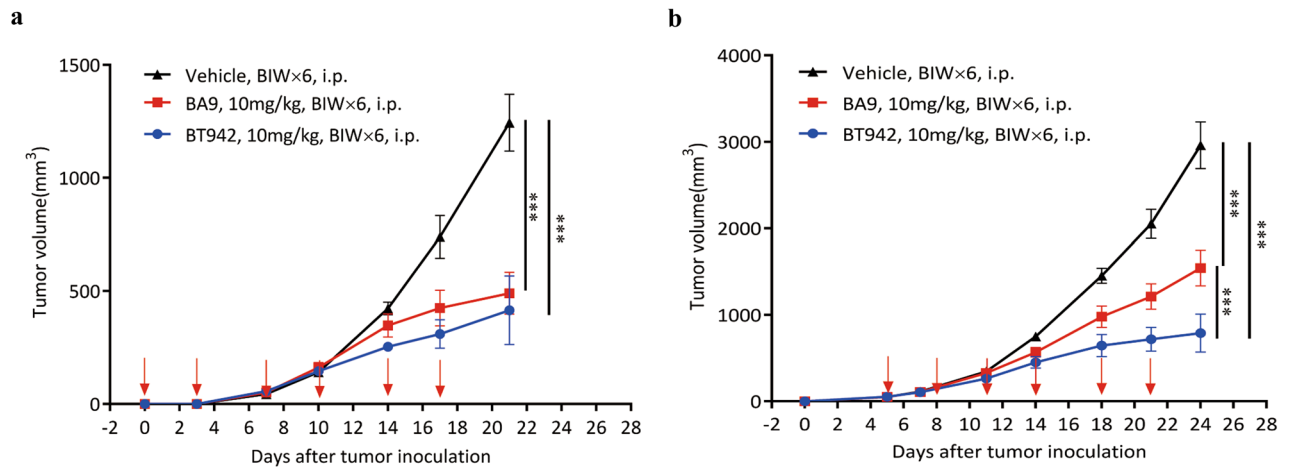 a
1500
1000
500
0
Tumor volume(mm³)
Vehicle, BIW×6, i.p.
BA9, 10mg/kg, BIW×6, i.p.
BT942, 10mg/kg, BIW×6, i.p.
***
***
-2 0 2 4 6 8 10 12 14 16 18 20 22 24 26 28
Days after tumor inoculation
b
4000
3000
2000
1000
0
Tumor volume(mm³)
Vehicle, BIW×6, i.p.
BA9, 10mg/kg, BIW×6, i.p.
BT942, 10mg/kg, BIW×6, i.p.
***
***
***
-2 0 2 4 6 8 10 12 14 16 18 20 22 24 26 28
Days after tumor inoculation